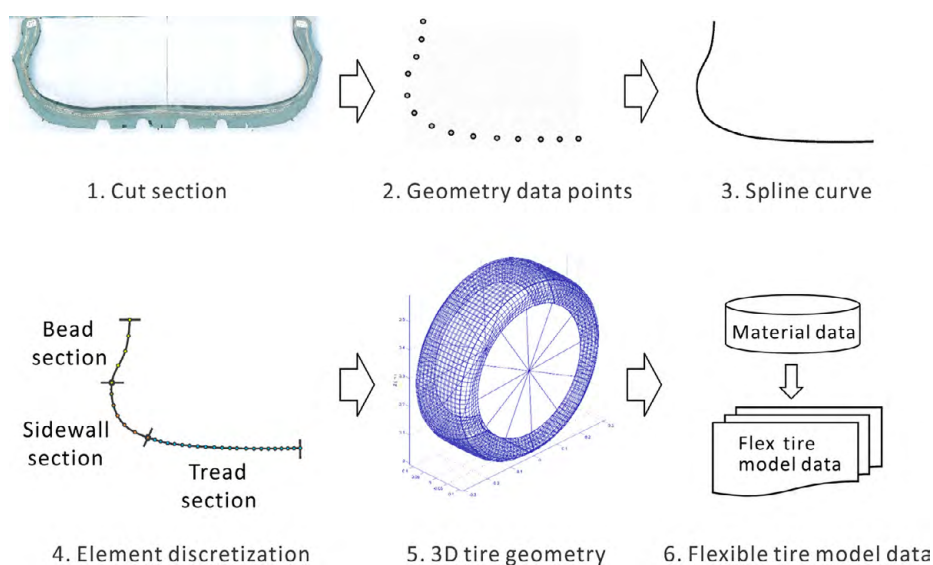 1. Cut section
2. Geometry data points
3. Spline curve
Bead
section
Sidewall
section
Tread
section
Material data
Flex tire
model data
4. Element discretization
5. 3D tire geometry
6. Flexible tire model data